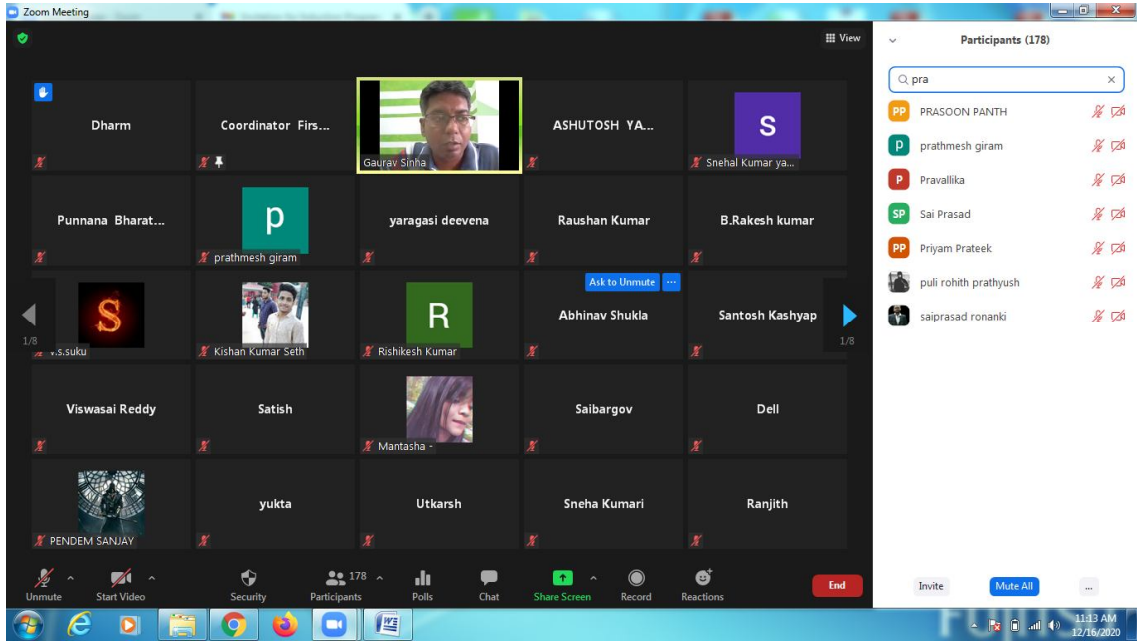 Zoom Meeting
View
Dharm
Coordinator Firs...
Gaurav Sinha
ASHUTOSH YA...
S
Snehal Kumar ya...
Punnana Bharat...
p
prathmesh giram
yaragasi deevena
Raushan Kumar
B.Rakesh kumar
1/8
S
v.s.suku
Kishan Kumar Seth
R
Rishikesh Kumar
Ask to Unmute ...
Abhinav Shukla
Santosh Kashyap
1/8
Viswasai Reddy
Satish
Mantasha -
Saibargov
Dell
PENDEM SANJAY
yukta
Utkarsh
Sneha Kumari
Ranjith
Unmute
Start Video
Security
178
Participants
Polls
Chat
Share Screen
Record
Reactions
End
Participants (178)
pra
PP PRASOON PANTH
p prathmesh giram
P Pravallika
SP Sai Prasad
PP Priyam Prateek
puli rohith prathyush
saiprasad ronanki
Invite
Mute All
...
11:13 AM
12/16/2020